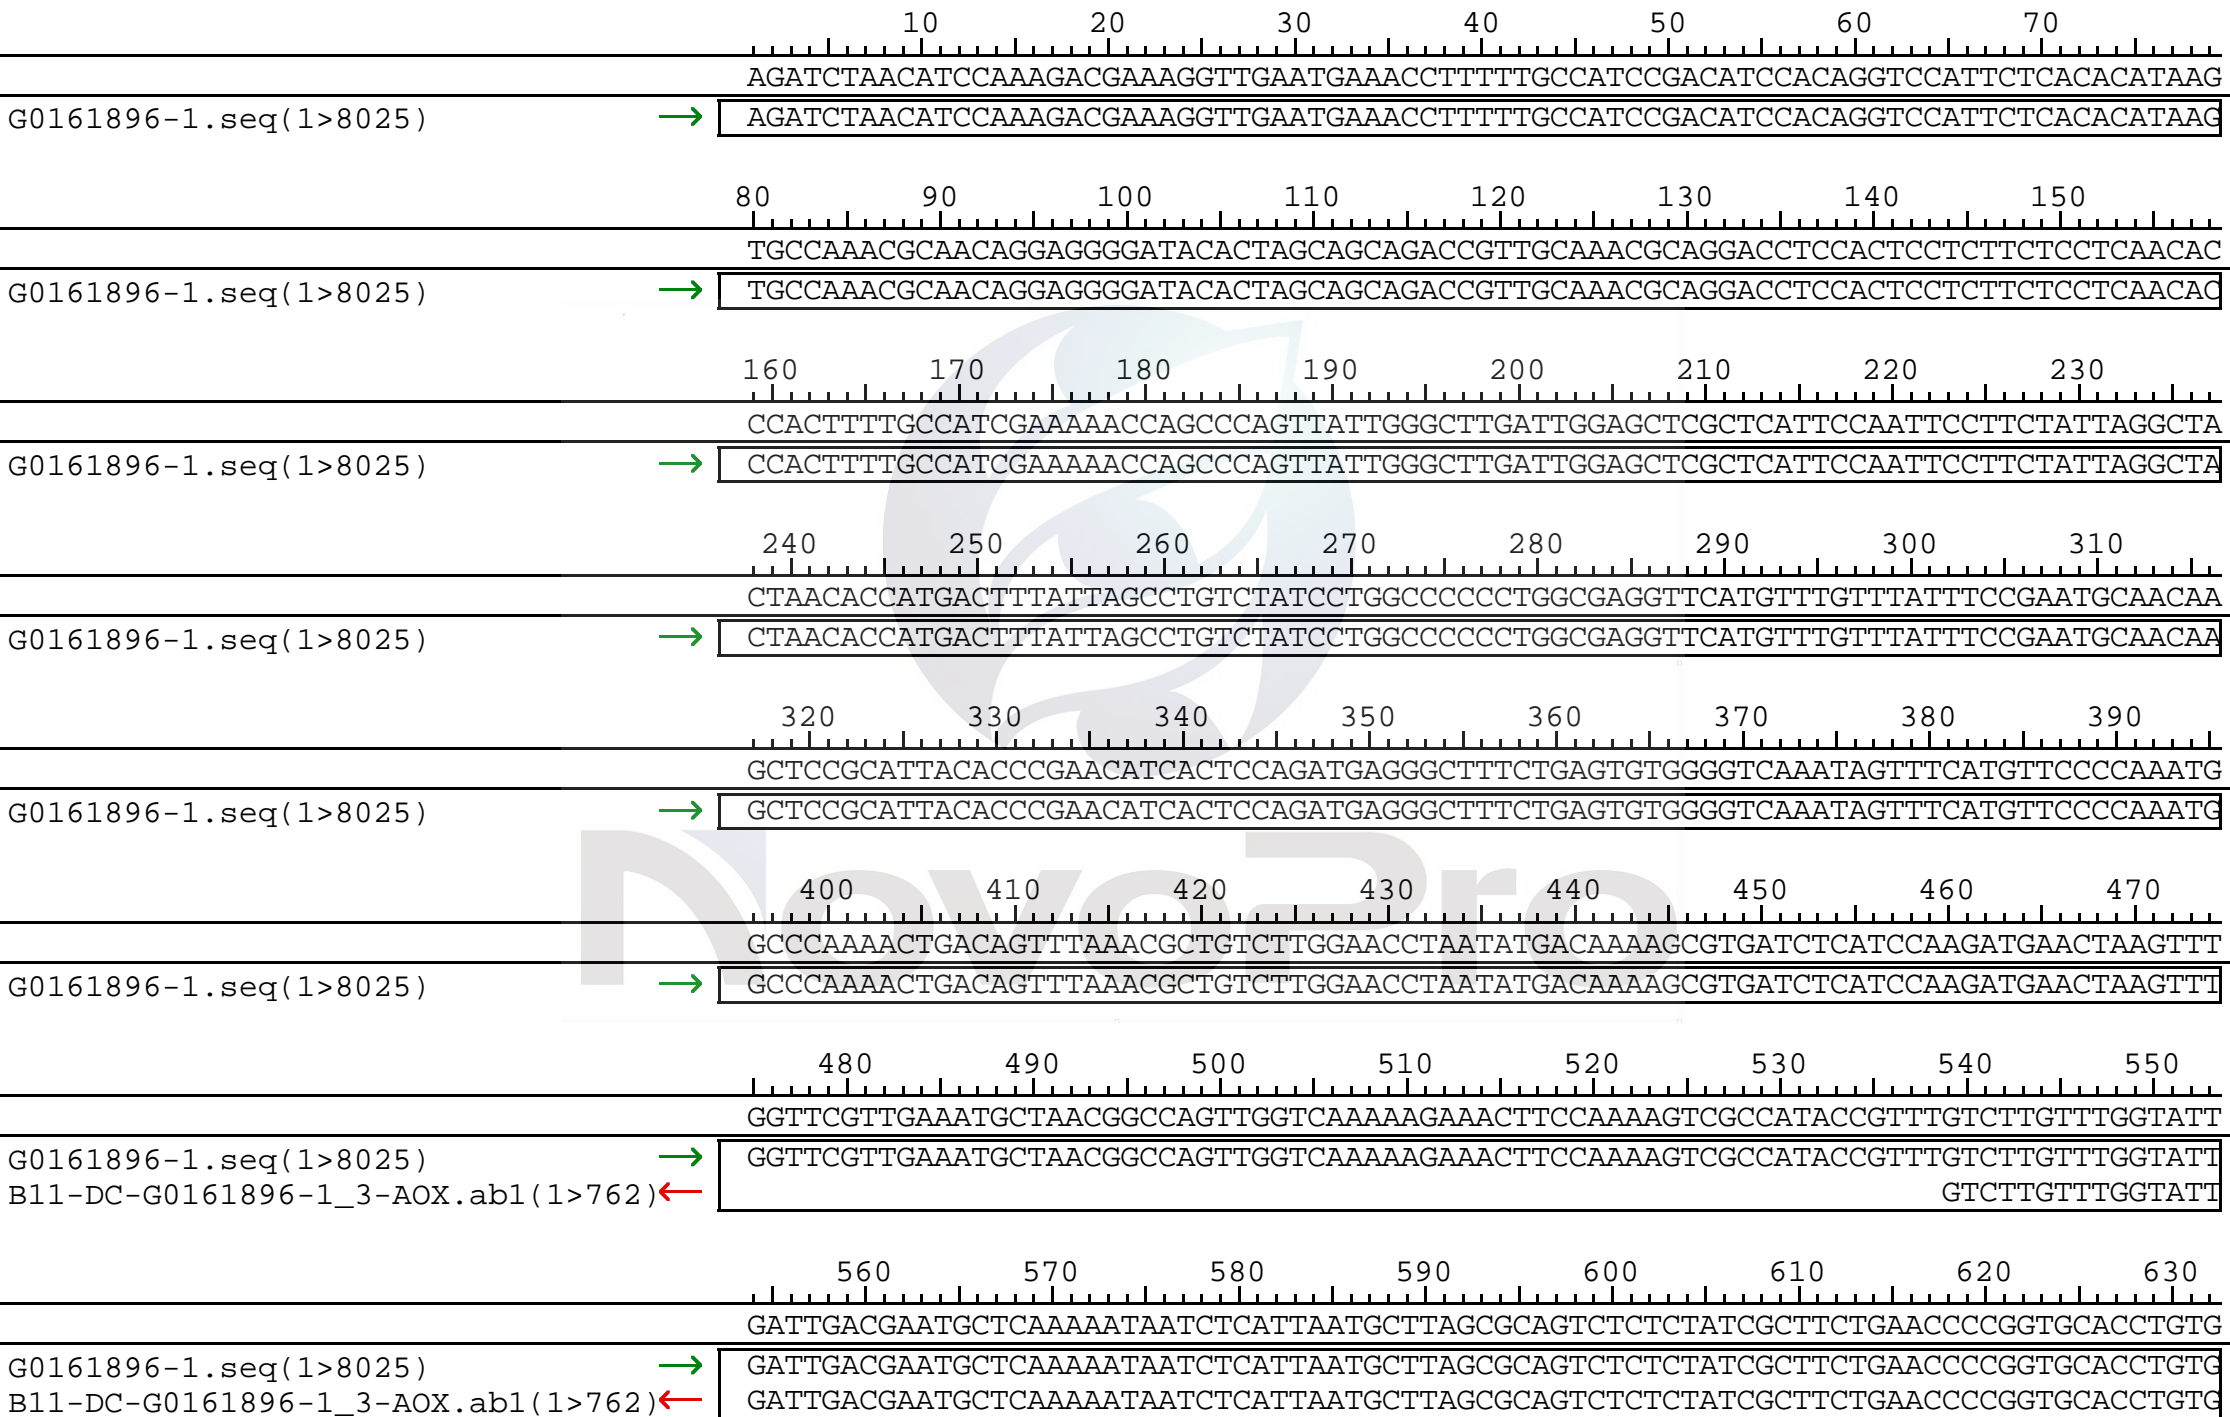 10 20 30 40 50 60 70
AGATCTAACATCCAAAGACGAAAGGTTGAATGAAACCTTTTTGCCATCCGACATCCACAGGTCCATTCTCACACATAAG
G0161896-1.seq(1>8025) → AGATCTAACATCCAAAGACGAAAGGTTGAATGAAACCTTTTTGCCATCCGACATCCACAGGTCCATTCTCACACATAAG
80 90 100 110 120 130 140 150
TGCCAAACGCAACAGGAGGGGATACACTAGCAGCAGACCGTTGCAAACGCAGGACCTCCACTCCTCTTCTCCTCAACAC
G0161896-1.seq(1>8025) → TGCCAAACGCAACAGGAGGGGATACACTAGCAGCAGACCGTTGCAAACGCAGGACCTCCACTCCTCTTCTCCTCAACAC
160 170 180 190 200 210 220 230
CCACTTTTGCCATCGAAAAACCAGCCCAGTTATTGGGCTTGATTGGAGCTCGCTCATTCCAATTCCTTCTATTAGGCTA
G0161896-1.seq(1>8025) → CCACTTTTGCCATCGAAAAACCAGCCCAGTTATTGGGCTTGATTGGAGCTCGCTCATTCCAATTCCTTCTATTAGGCTA
240 250 260 270 280 290 300 310
CTAACACCATGACTTTATTAGCCTGTCTATCCTGGCCCCCCTGGCGAGGTTCATGTTTGTTTATTTCCGAATGCAACAA
G0161896-1.seq(1>8025) → CTAACACCATGACTTTATTAGCCTGTCTATCCTGGCCCCCCTGGCGAGGTTCATGTTTGTTTATTTCCGAATGCAACAA
320 330 340 350 360 370 380 390
GCTCCGCATTACACCCGAACATCACTCCAGATGAGGGCTTTCTGAGTGTGGGGTCAAATAGTTTCATGTTCCCCAAATG
G0161896-1.seq(1>8025) → GCTCCGCATTACACCCGAACATCACTCCAGATGAGGGCTTTCTGAGTGTGGGGTCAAATAGTTTCATGTTCCCCAAATG
NovoPro
400 410 420 430 440 450 460 470
GCCCAAAACTGACAGTTTAAACGCTGTCTTGGAACCTAATATGACAAAAGCGTGATCTCATCCAAGATGAACTAAGTTT
G0161896-1.seq(1>8025) → GCCCAAAACTGACAGTTTAAACGCTGTCTTGGAACCTAATATGACAAAAGCGTGATCTCATCCAAGATGAACTAAGTTT
480 490 500 510 520 530 540 550
GGTTCGTTGAAATGCTAACGGCCAGTTGGTCAAAAAGAAACTTCCAAAAGTCGCCATACCGTTTGTCTTGTTTGGTATT
G0161896-1.seq(1>8025) → GGTTCGTTGAAATGCTAACGGCCAGTTGGTCAAAAAGAAACTTCCAAAAGTCGCCATACCGTTTGTCTTGTTTGGTATT
B11-DC-G0161896-1_3-AOX.ab1(1>762) ← GTCTTGTTTGGTATT
560 570 580 590 600 610 620 630
GATTGACGAATGCTCAAAAATAATCTCATTAATGCTTAGCGCAGTCTCTCTATCGCTTCTGAACCCCGGTGCACCTGTG
G0161896-1.seq(1>8025) → GATTGACGAATGCTCAAAAATAATCTCATTAATGCTTAGCGCAGTCTCTCTATCGCTTCTGAACCCCGGTGCACCTGTG
B11-DC-G0161896-1_3-AOX.ab1(1>762) ← GATTGACGAATGCTCAAAAATAATCTCATTAATGCTTAGCGCAGTCTCTCTATCGCTTCTGAACCCCGGTGCACCTGTG